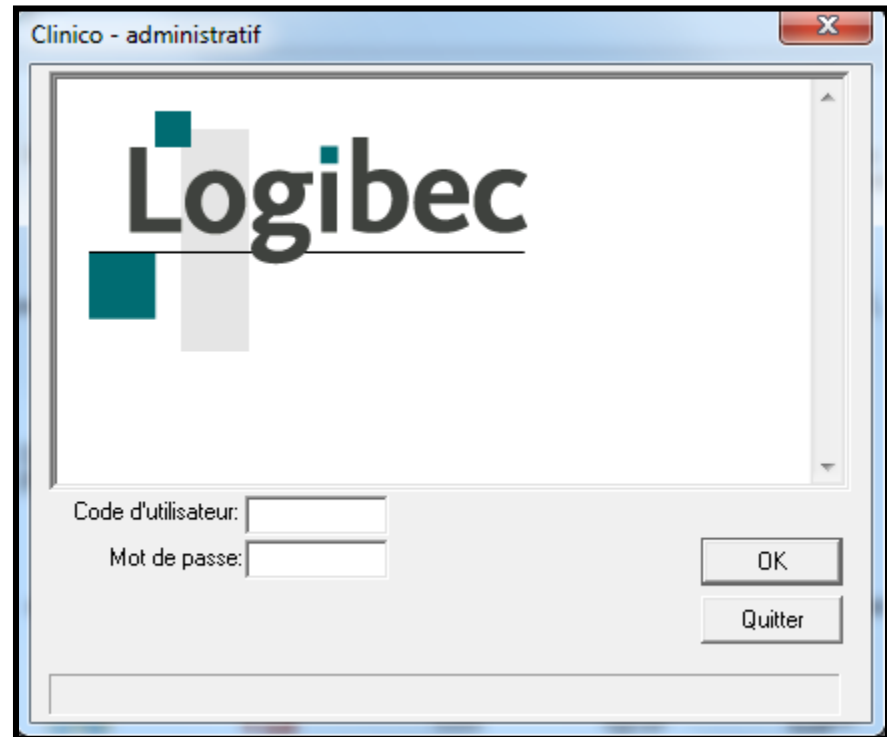 Clinico - administratif
Logibec
Code d'utilisateur:
Mot de passe:
OK
Quitter